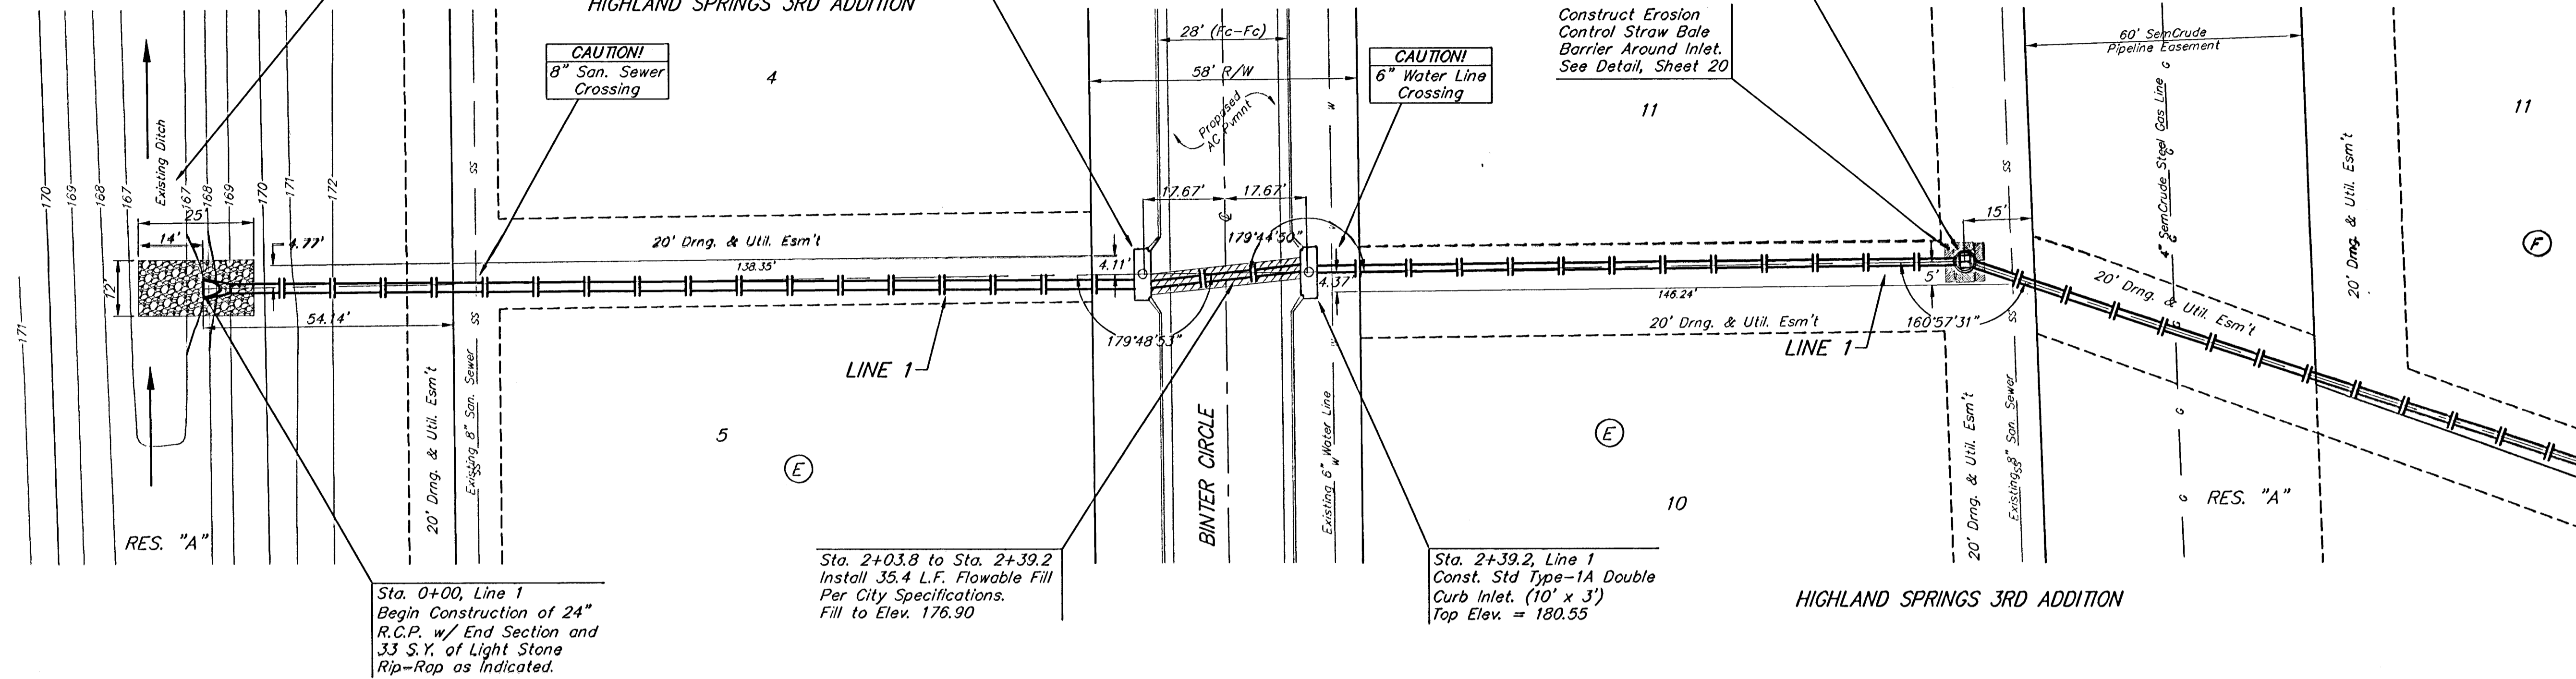 HIGHLAND SPRINGS 3RD ADDITION
CAUTION!
8" San. Sewer
Crossing
4
28' (Fc-Fc)
58' R/W
Proposed
AC Pvmnt
CAUTION!
6" Water Line
Crossing
Construct Erosion
Control Straw Bale
Barrier Around Inlet.
See Detail, Sheet 20
11
60' SemCrude
Pipeline Easement
11
Existing Ditch
170
169
168
167
167
168
169
170
171
172
171
25'
14'
12'
4.77'
54.14'
20' Drng. & Util. Esm't
138.35'
4.11'
17.67'
17.67'
179°44'50"
179°48'53"
4.37'
146.24'
20' Drng. & Util. Esm't
5'
15'
160°57'31"
20' Drng. & Util. Esm't
4" SemCrude Steel Gas Line
G
G
G
G
G
20' Drng. & Util. Esm't
F
LINE 1
LINE 1
SS
SS
SS
SS
SS
SS
W
W
W
20' Drng. & Util. Esm't
Existing 8" San. Sewer
5
E
BINTER CIRCLE
Existing 6" Water Line
E
10
20' Drng. & Util. Esm't
Existing 8" San. Sewer
RES. "A"
RES. "A"
Sta. 0+00, Line 1
Begin Construction of 24"
R.C.P. w/ End Section and
33 S.Y. of Light Stone
Rip-Rap as Indicated.
Sta. 2+03.8 to Sta. 2+39.2
Install 35.4 L.F. Flowable Fill
Per City Specifications.
Fill to Elev. 176.90
Sta. 2+39.2, Line 1
Const. Std Type-1A Double
Curb Inlet. (10' x 3')
Top Elev. = 180.55
HIGHLAND SPRINGS 3RD ADDITION